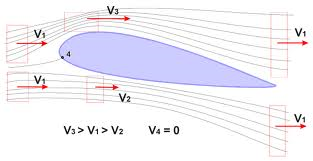 V₃
V₁
V₁
4
V₁
V₂
V₁
V₃ > V₁ > V₂ V₄ = 0